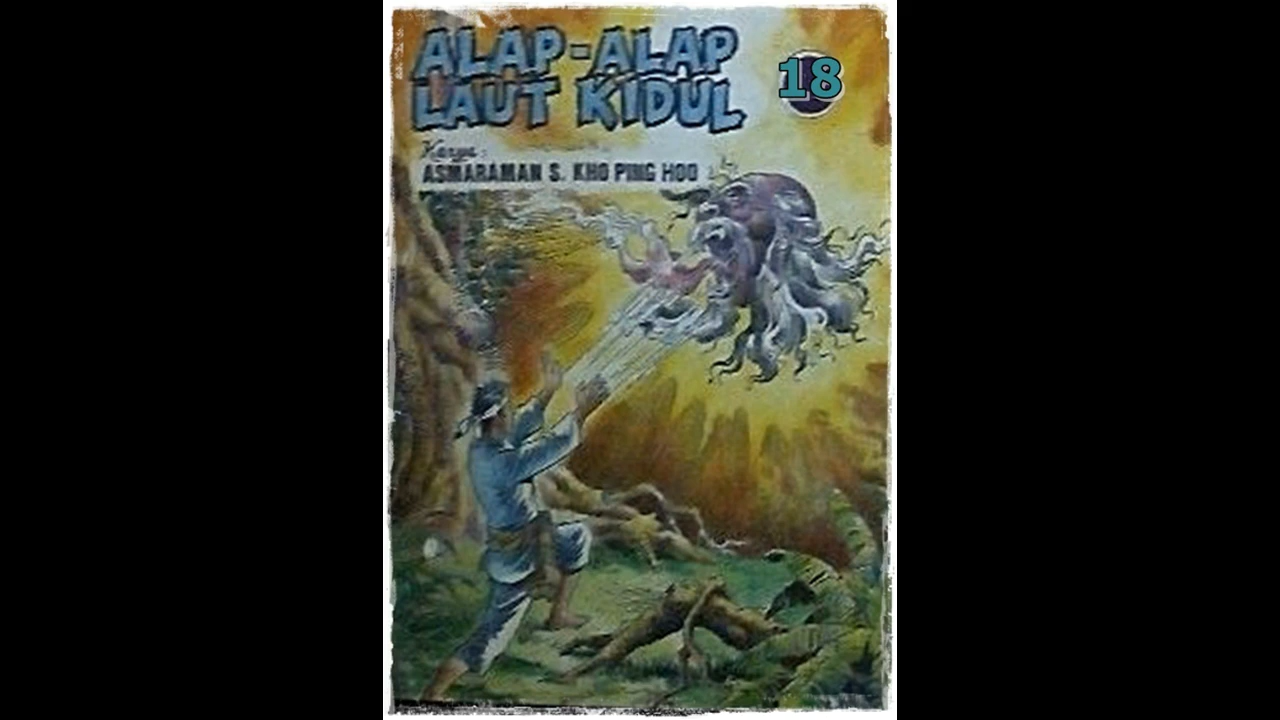 ALAP-ALAP
LAUT KIDUL
18
Karya :
ASMARAMAN S. KHO PING HOO